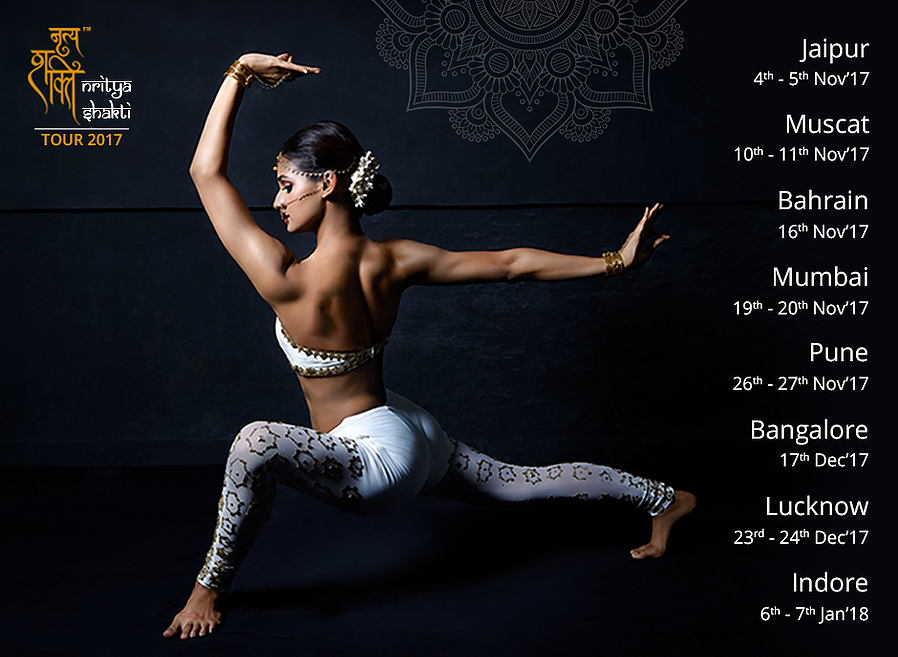 नृत्य™
शक्ति
nritya
shakti
TOUR 2017
Jaipur
4th - 5th Nov’17
Muscat
10th - 11th Nov’17
Bahrain
16th Nov’17
Mumbai
19th - 20th Nov’17
Pune
26th - 27th Nov’17
Bangalore
17th Dec’17
Lucknow
23rd - 24th Dec’17
Indore
6th - 7th Jan’18